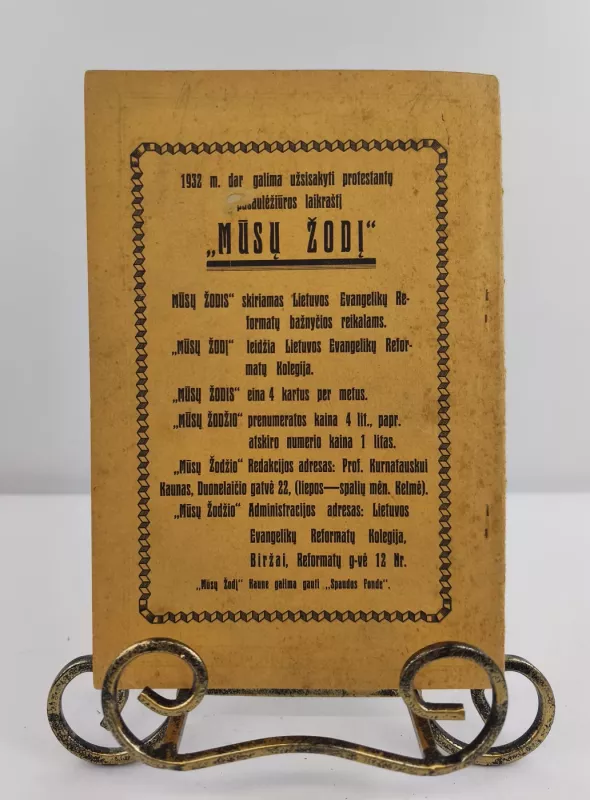 1932 m. dar galima užsisakyti protestantų
pasaulėžiūros laikraštį
„MŪSŲ ŽODĮ“
MŪSŲ ŽODIS“ skiriamas Lietuvos Evangelikų Re-
formatų bažnyčios reikalams.
„MŪSŲ ŽODĮ“ leidžia Lietuvos Evangelikų Refor-
matų Kolegija.
„MŪSŲ ŽODIS“ eina 4 kartus per metus.
„MŪSŲ ŽODŽIO“ prenumeratos kaina 4 lit., papr.
atskiro numerio kaina 1 litas.
„Mūsų Žodžio“ Redakcijos adresas: Prof. Kurnatauskui
Kaunas, Duonelaičio gatvė 22, (liepos—spalių mėn. Kelmė).
„Mūsų Žodžio“ Administracijos adresas: Lietuvos
Evangelikų Reformatų Kolegija,
Biržai, Reformatų g-vė 12 Nr.
„Mūsų Žodį“ Kaune galima gauti „Spaudos Fonde“.